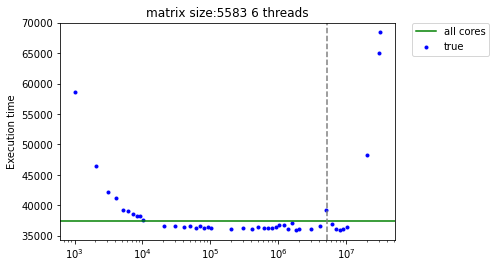 matrix size:5583 6 threads
all cores
true
Execution time
70000
65000
60000
55000
50000
45000
40000
35000
10³ 10⁴ 10⁵ 10⁶ 10⁷